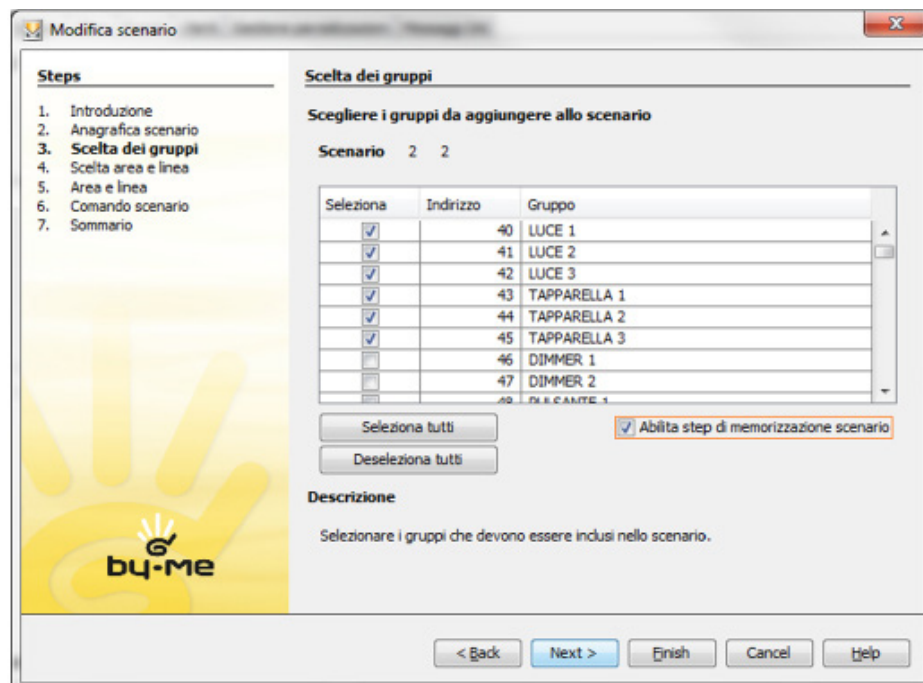 Modifica scenario
Steps
1. Introduzione
2. Anagrafica scenario
3. Scelta dei gruppi
4. Scelta area e linea
5. Area e linea
6. Comando scenario
7. Sommario
by-me
Scelta dei gruppi
Scegliere i gruppi da aggiungere allo scenario
Scenario 2 2
Seleziona Indirizzo Gruppo
40 LUCE 1
41 LUCE 2
42 LUCE 3
43 TAPPARELLA 1
44 TAPPARELLA 2
45 TAPPARELLA 3
46 DIMMER 1
47 DIMMER 2
48 PULSANTE 1
Seleziona tutti
Abilita step di memorizzazione scenario
Deseleziona tutti
Descrizione
Selezionare i gruppi che devono essere inclusi nello scenario.
< Back Next > Finish Cancel Help